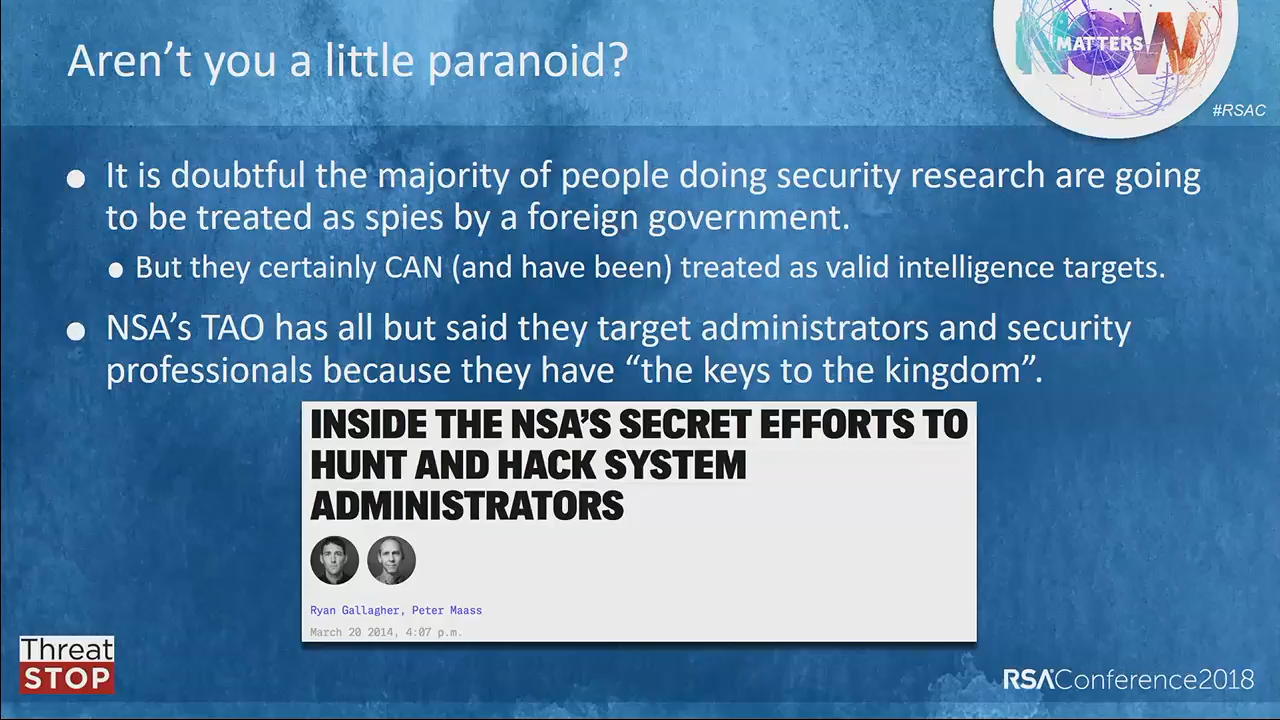 Aren’t you a little paranoid?
NOW
MATTERS
#RSAC
● It is doubtful the majority of people doing security research are going
to be treated as spies by a foreign government.
● But they certainly CAN (and have been) treated as valid intelligence targets.
● NSA’s TAO has all but said they target administrators and security
professionals because they have “the keys to the kingdom”.
INSIDE THE NSA’S SECRET EFFORTS TO
HUNT AND HACK SYSTEM
ADMINISTRATORS
Ryan Gallagher, Peter Maass
March 20 2014, 4:07 p.m.
Threat
STOP
RSAConference2018